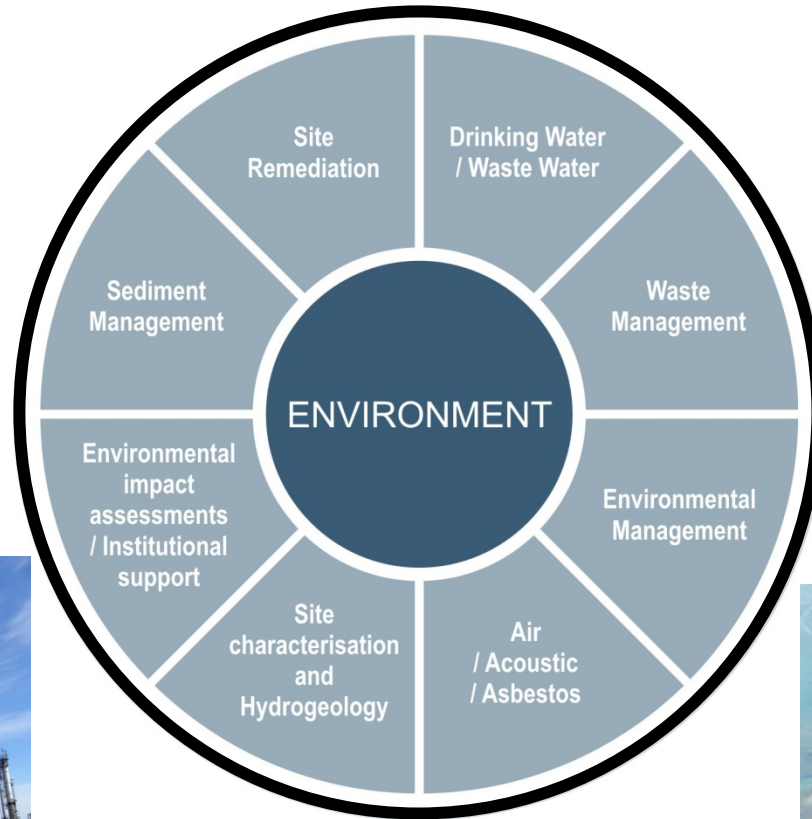 Site
Remediation
Drinking Water
/ Waste Water
Sediment
Management
Waste
Management
ENVIRONMENT
Environmental
impact
assessments
/ Institutional
support
Environmental
Management
Site
characterisation
and
Hydrogeology
Air
/ Acoustic
/ Asbestos